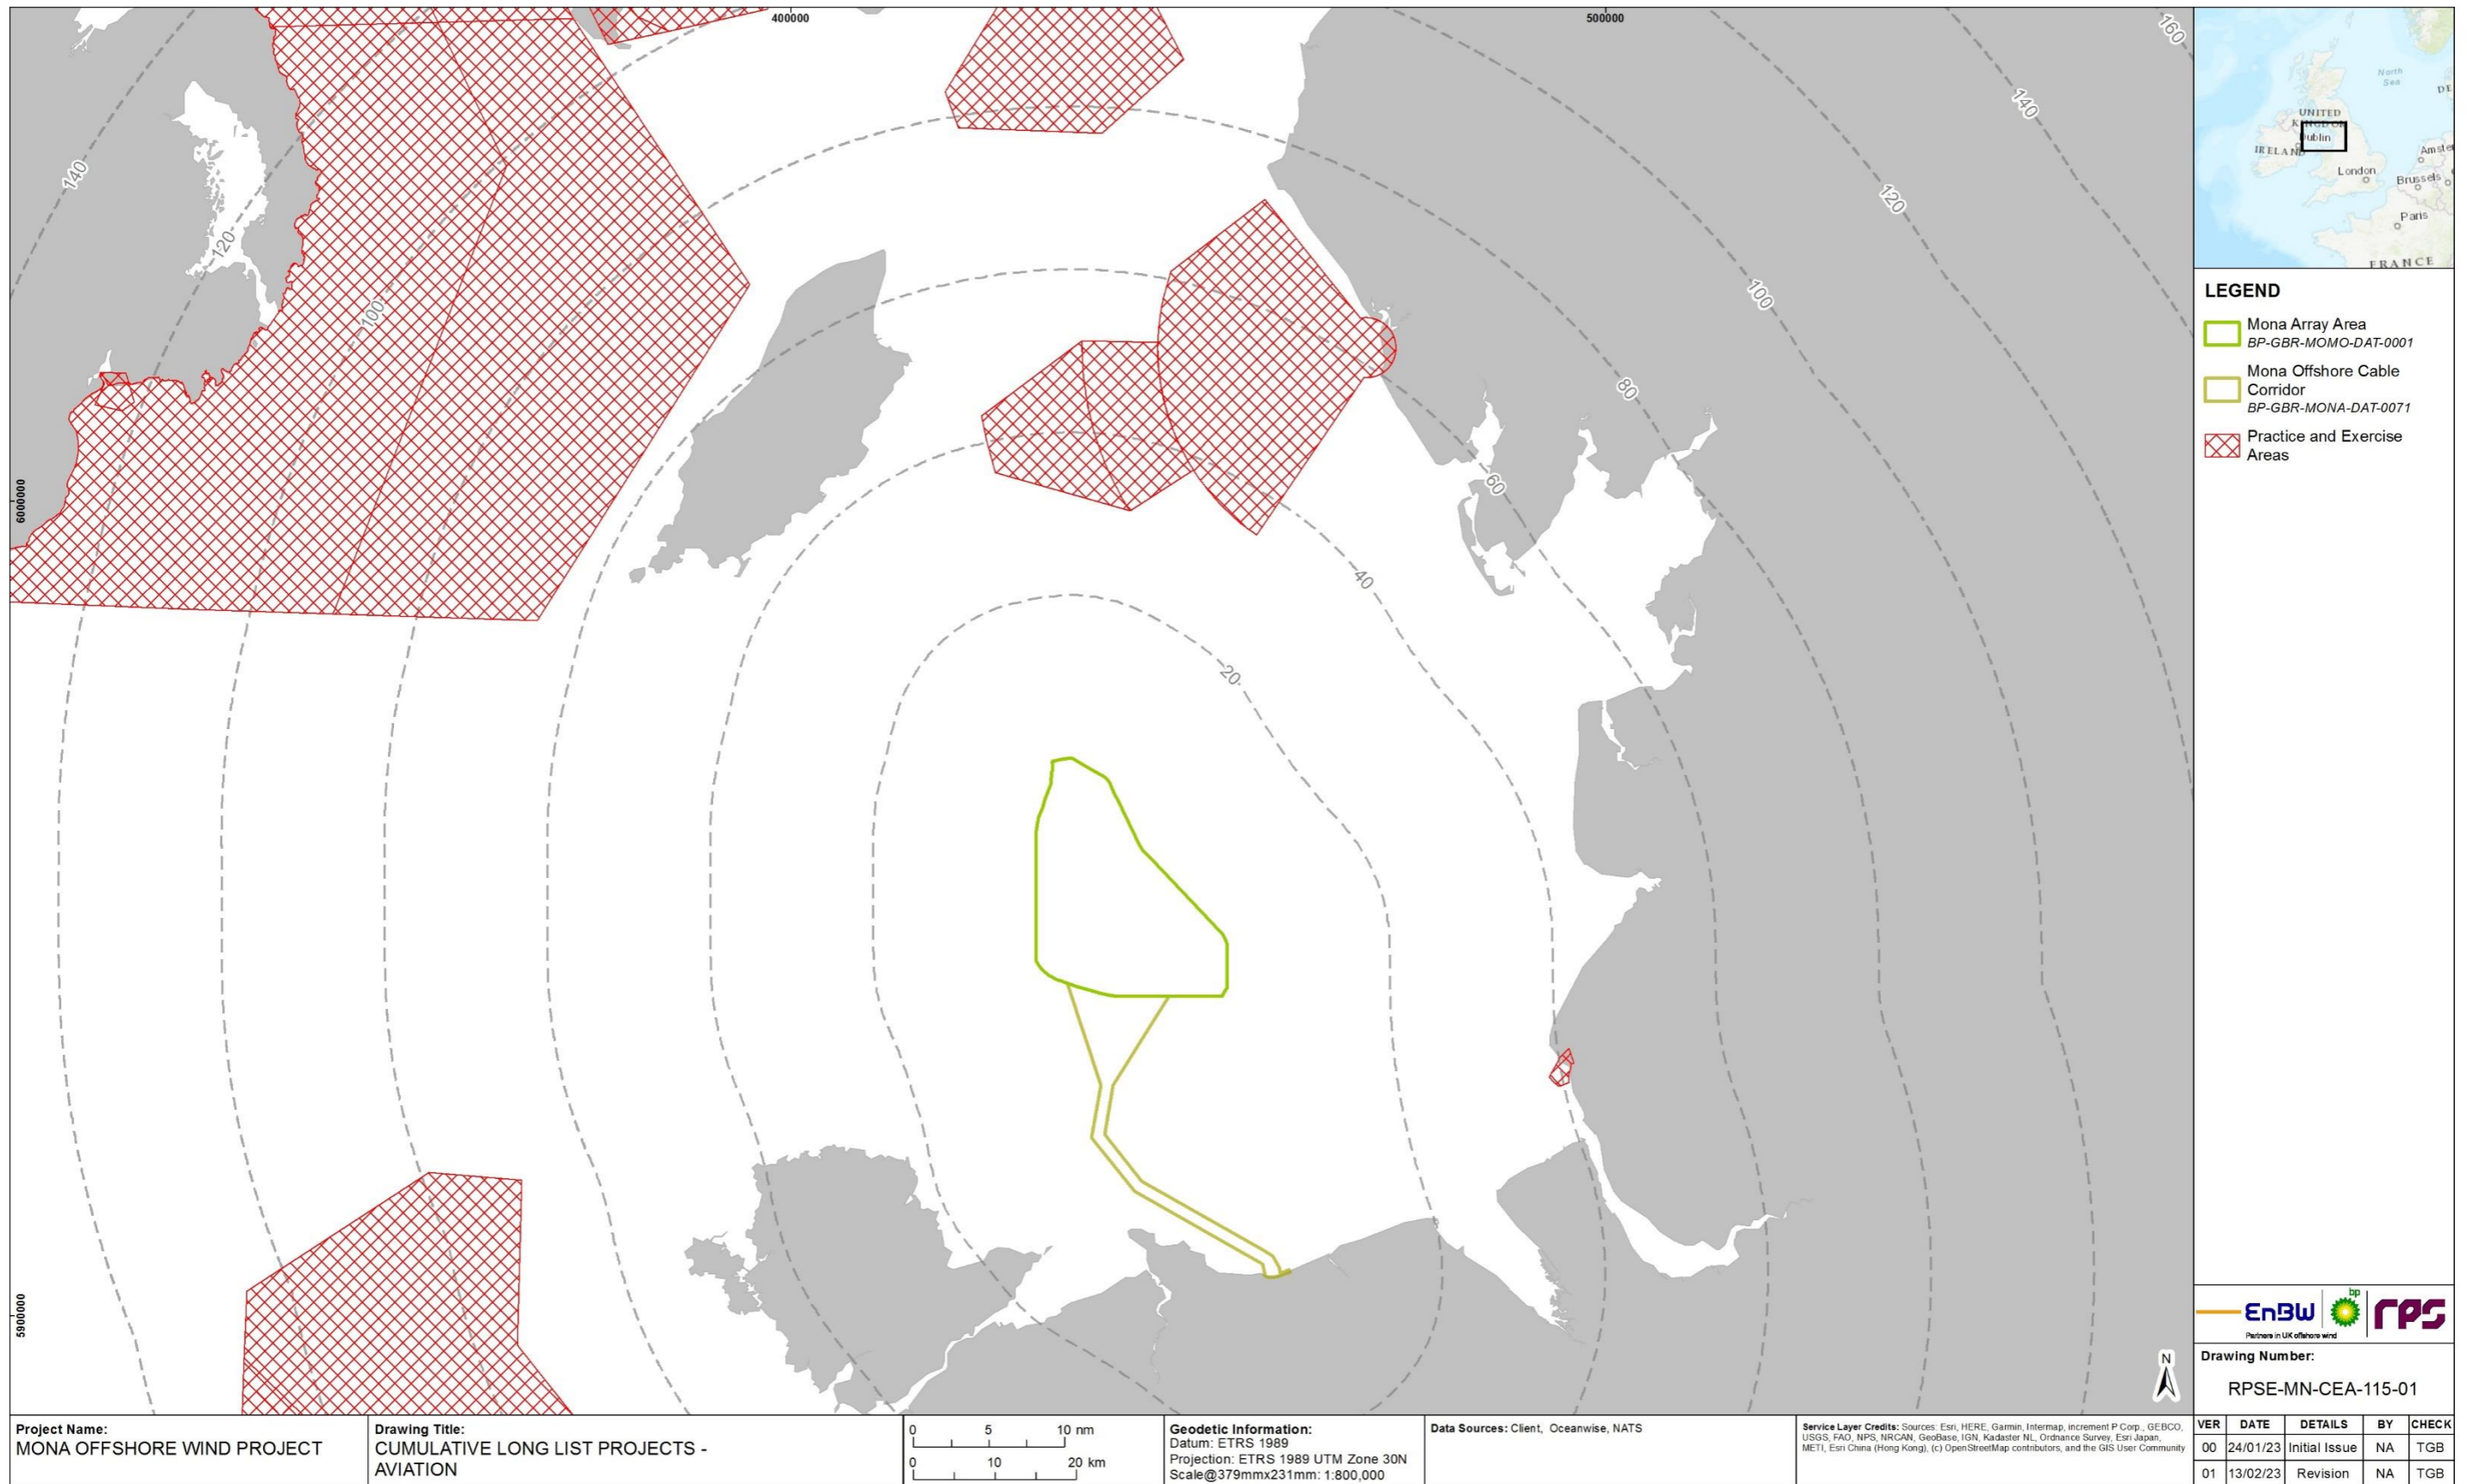 400000
500000
600000
5900000
160
140
120
100
80
60
40
20
140
120
100
North
Sea
DE
UNITED
KINGDOM
Dublin
IRELAND
Amste
London
Brussels
Paris
FRANCE
LEGEND
Mona Array Area
BP-GBR-MOMO-DAT-0001
Mona Offshore Cable
Corridor
BP-GBR-MONA-DAT-0071
Practice and Exercise
Areas
EnBW
bp
rps
Partners in UK offshore wind
N
Drawing Number:
RPSE-MN-CEA-115-01
Project Name:
MONA OFFSHORE WIND PROJECT
Drawing Title:
CUMULATIVE LONG LIST PROJECTS -
AVIATION
0 5 10 nm
0 10 20 km
Geodetic Information:
Datum: ETRS 1989
Projection: ETRS 1989 UTM Zone 30N
Scale@379mmx231mm: 1:800,000
Data Sources: Client, Oceanwise, NATS
Service Layer Credits: Sources: Esri, HERE, Garmin, Intermap, increment P Corp., GEBCO,
USGS, FAO, NPS, NRCAN, GeoBase, IGN, Kadaster NL, Ordnance Survey, Esri Japan,
METI, Esri China (Hong Kong), (c) OpenStreetMap contributors, and the GIS User Community
VER DATE DETAILS BY CHECK
00 24/01/23 Initial Issue NA TGB
01 13/02/23 Revision NA TGB